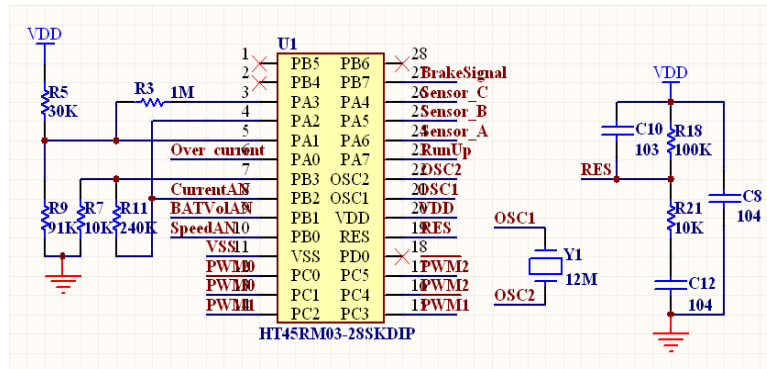 VDD
R5
30K
R3 1M
R9
91K
R7
10K
R11
240K
U1
1 PB5 PB6 28
2 PB4 PB7 27 BrakeSignal
3 PA3 PA4 26 Sensor_C
4 PA2 PA5 25 Sensor_B
5 PA1 PA6 24 Sensor_A
Over current 6 PA0 PA7 23 RunUp
7 PB3 OSC2 22 OSC2
CurrentAN 8 PB2 OSC1 21 OSC1
BATVolAN 9 PB1 VDD 20 VDD
SpeedAN 10 PB0 RES 19 RES
VSS 11 VSS PD0 18
PWM0 PC0 PC5 17 PWM2
PWM0 PC1 PC4 16 PWM2
PWM1 PC2 PC3 15 PWM1
HT45RM03-28SKDIP
OSC1
Y1
12M
OSC2
VDD
C10
103
R18
100K
RES
C8
104
R21
10K
C12
104